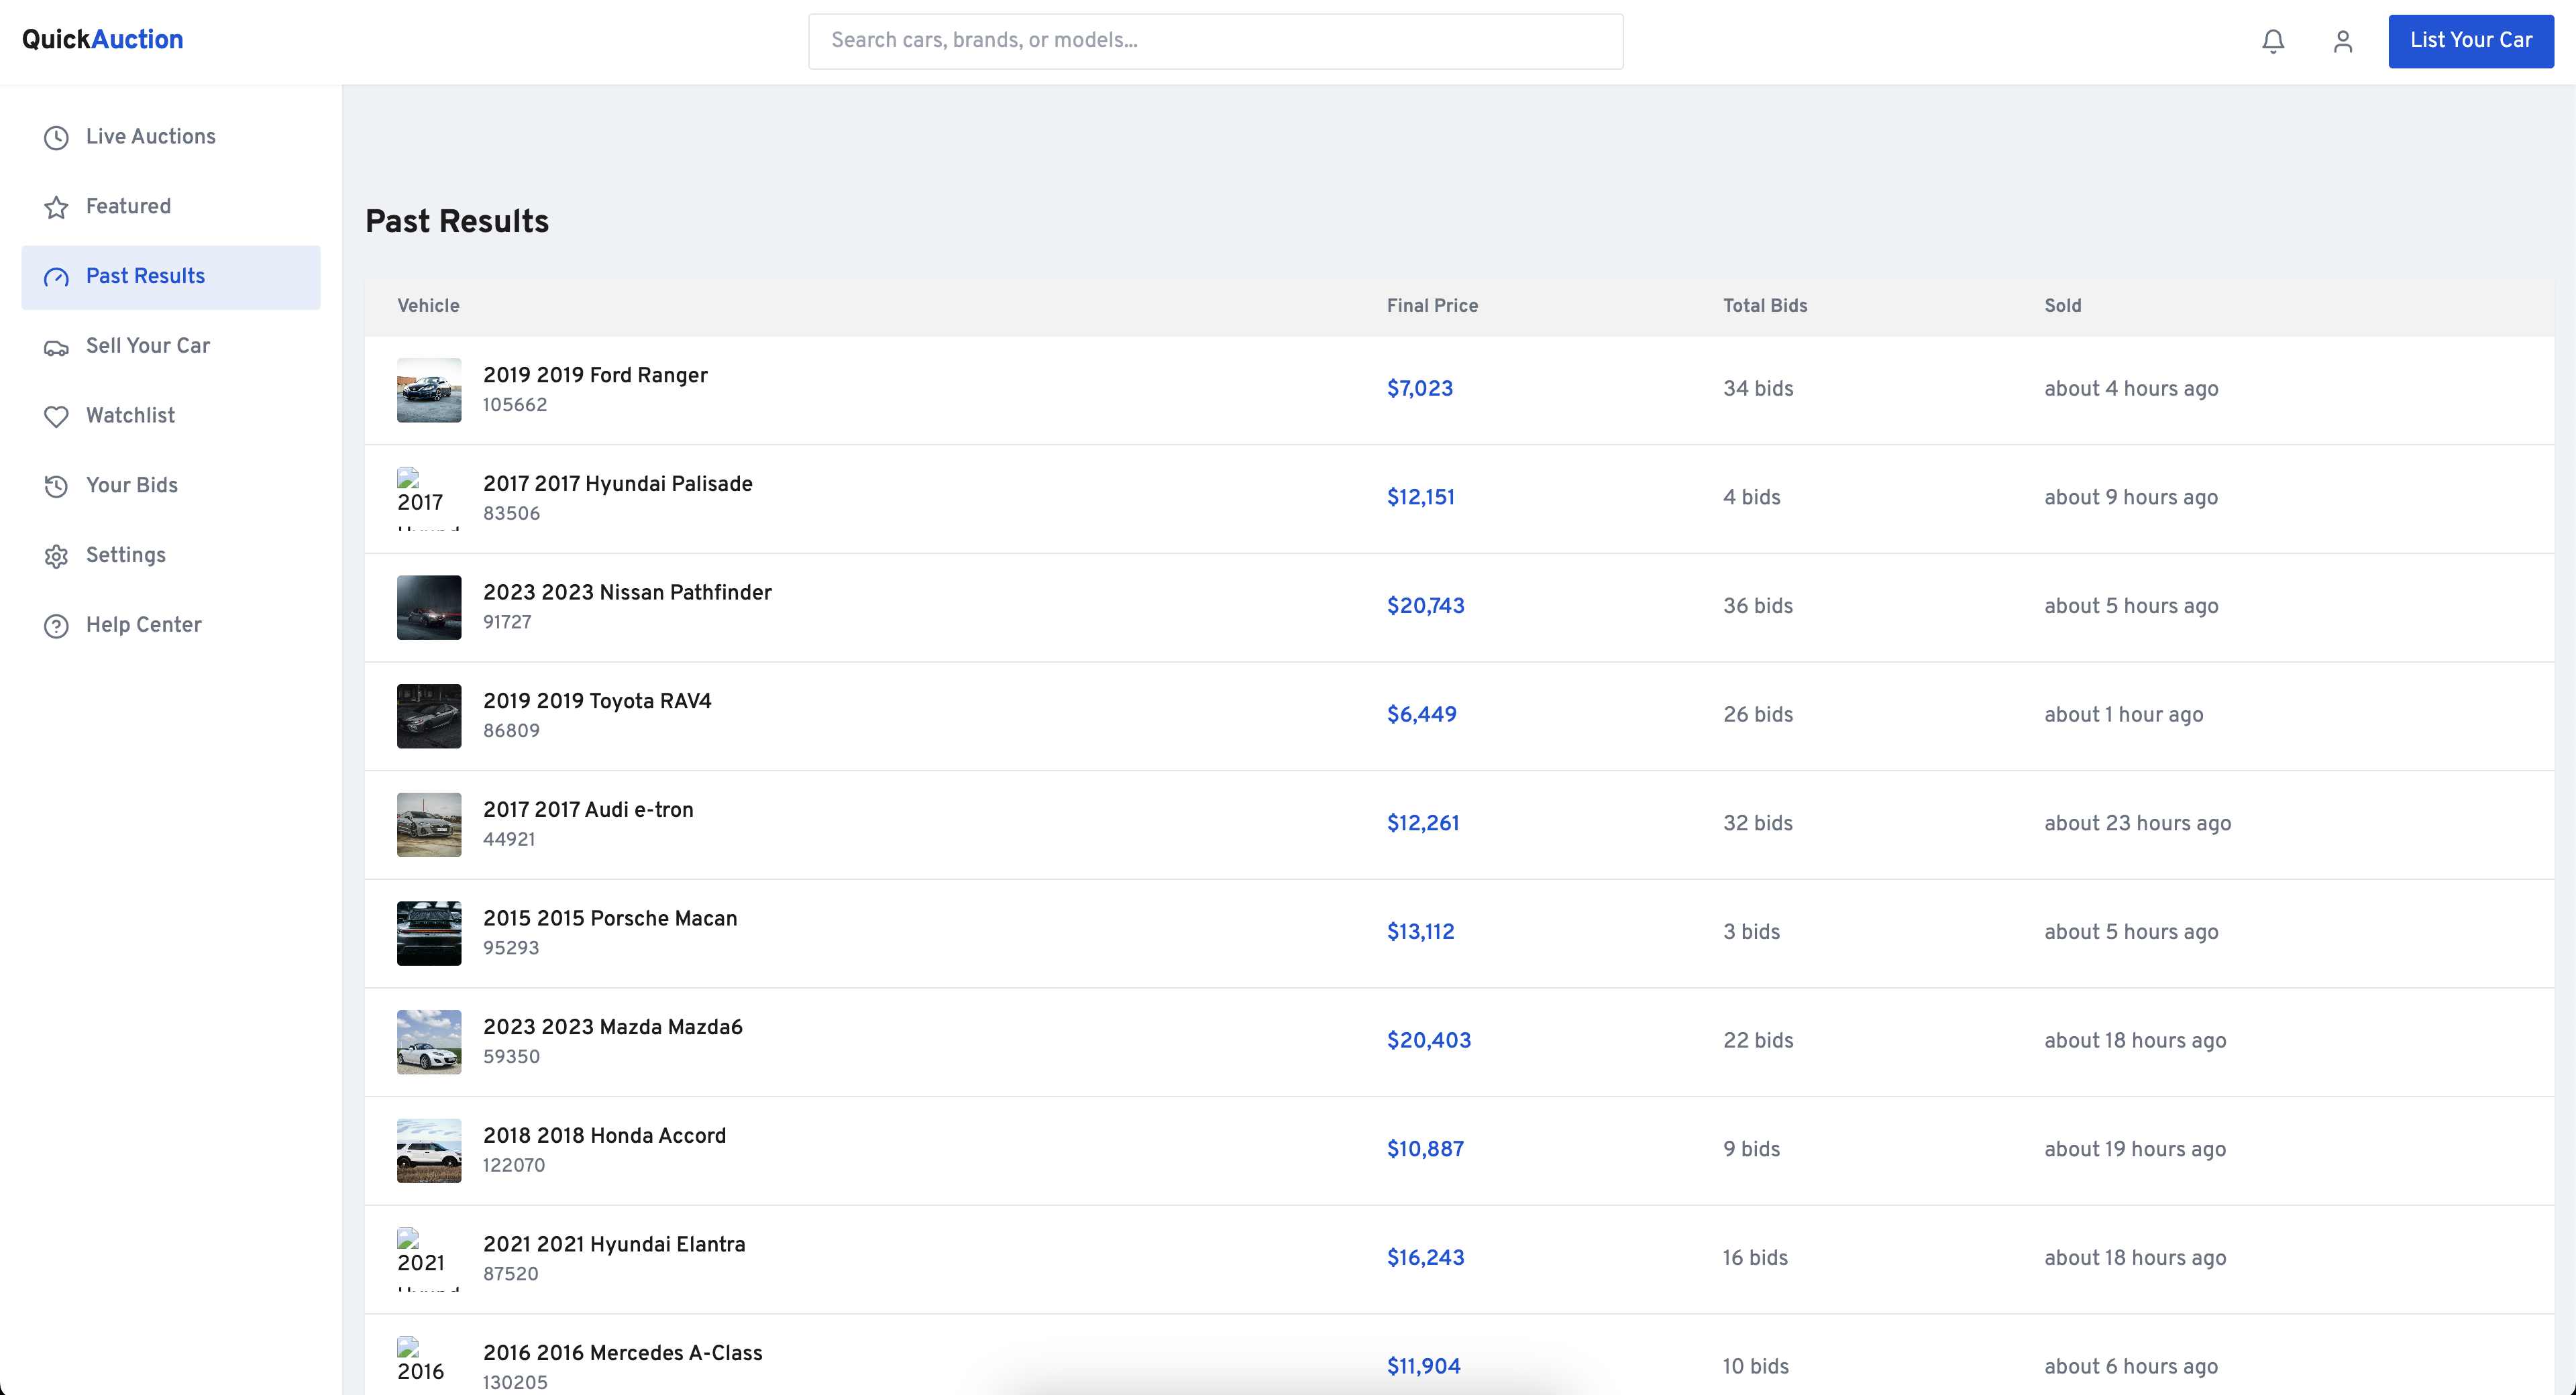 QuickAuction
Search cars, brands, or models...
List Your Car
Live Auctions
Featured
Past Results
Sell Your Car
Watchlist
Your Bids
Settings
Help Center
Past Results
Vehicle Final Price Total Bids Sold
2019 2019 Ford Ranger
105662
$7,023 34 bids about 4 hours ago
2017
2017 2017 Hyundai Palisade
83506
$12,151 4 bids about 9 hours ago
2023 2023 Nissan Pathfinder
91727
$20,743 36 bids about 5 hours ago
2019 2019 Toyota RAV4
86809
$6,449 26 bids about 1 hour ago
2017 2017 Audi e-tron
44921
$12,261 32 bids about 23 hours ago
2015 2015 Porsche Macan
95293
$13,112 3 bids about 5 hours ago
2023 2023 Mazda Mazda6
59350
$20,403 22 bids about 18 hours ago
2018 2018 Honda Accord
122070
$10,887 9 bids about 19 hours ago
2021
2021 2021 Hyundai Elantra
87520
$16,243 16 bids about 18 hours ago
2016
2016 2016 Mercedes A-Class
130205
$11,904 10 bids about 6 hours ago